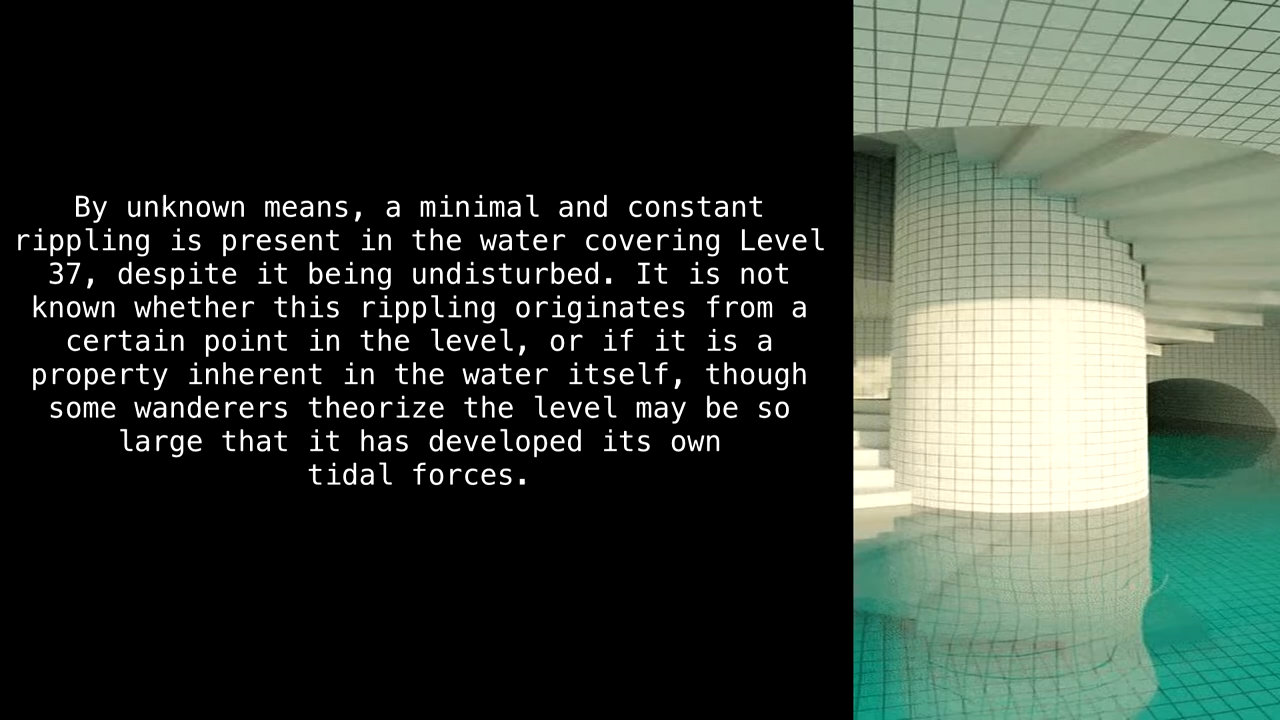 By unknown means, a minimal and constant
rippling is present in the water covering Level
37, despite it being undisturbed. It is not
known whether this rippling originates from a
certain point in the level, or if it is a
property inherent in the water itself, though
some wanderers theorize the level may be so
large that it has developed its own
tidal forces.